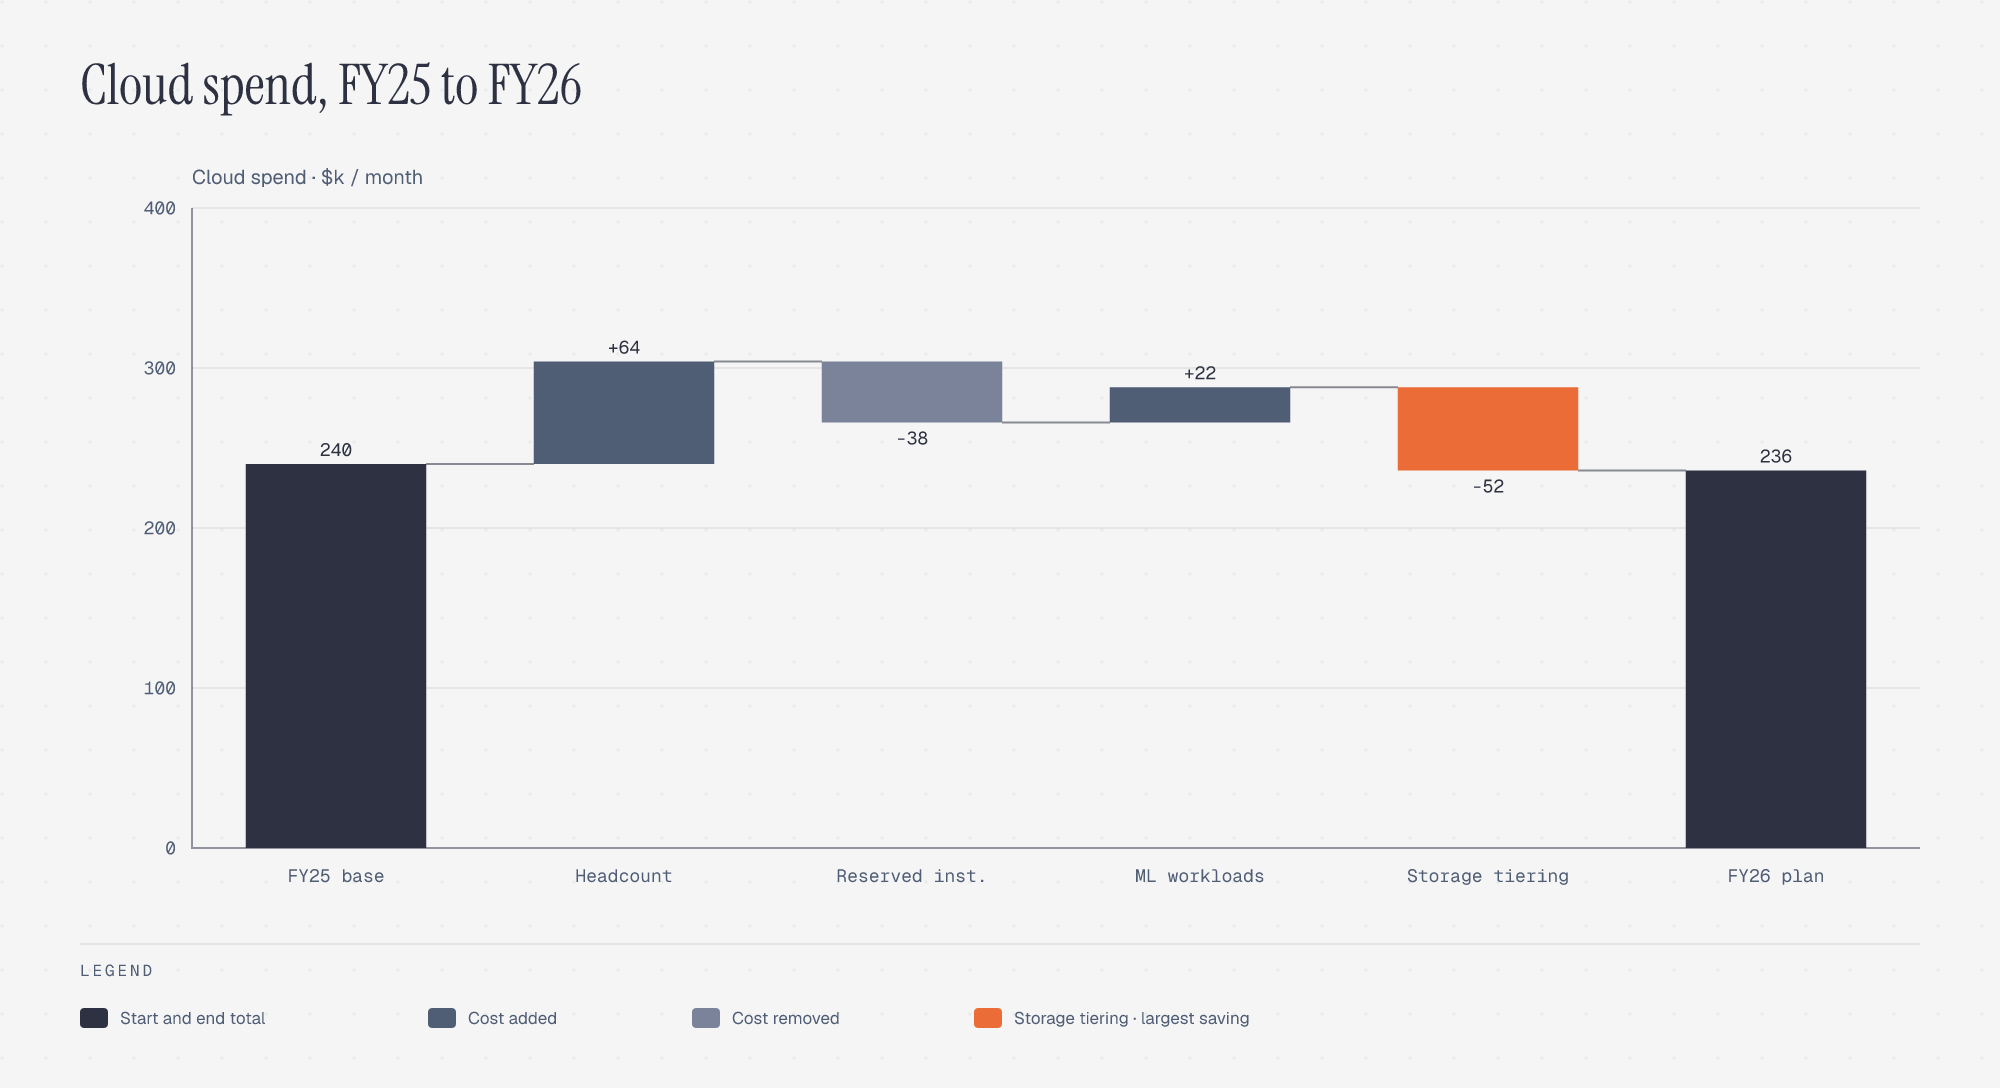 Cloud spend, FY25 to FY26
Cloud spend · $k / month
400
300
200
100
0
240
+64
-38
+22
-52
236
FY25 base
Headcount
Reserved inst.
ML workloads
Storage tiering
FY26 plan
LEGEND
Start and end total
Cost added
Cost removed
Storage tiering · largest saving